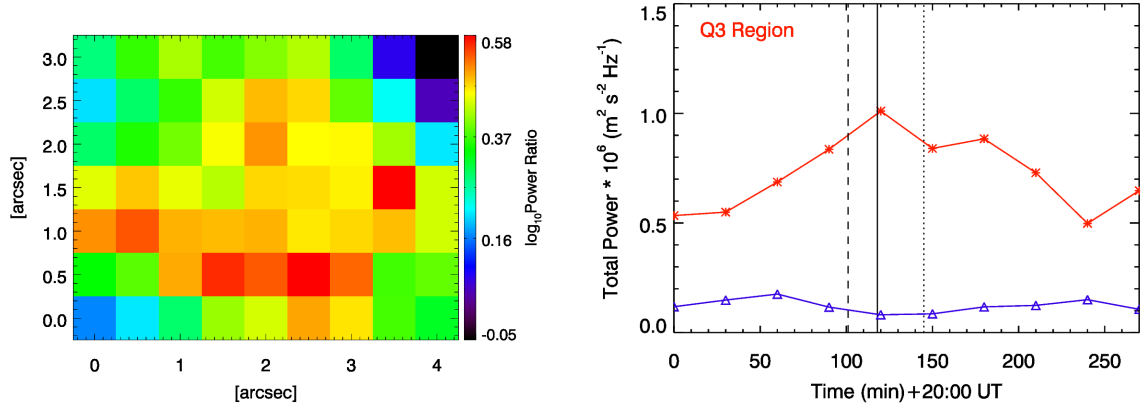 3.0
2.5
2.0
1.5
1.0
0.5
0.0
[arcsec]
0 1 2 3 4
[arcsec]
0.58
0.37
0.16
-0.05
log₁₀Power Ratio
Q3 Region
1.5
1.0
0.5
0.0
Total Power * 10⁶ (m² s⁻² Hz⁻¹)
0 50 100 150 200 250
Time (min)+20:00 UT